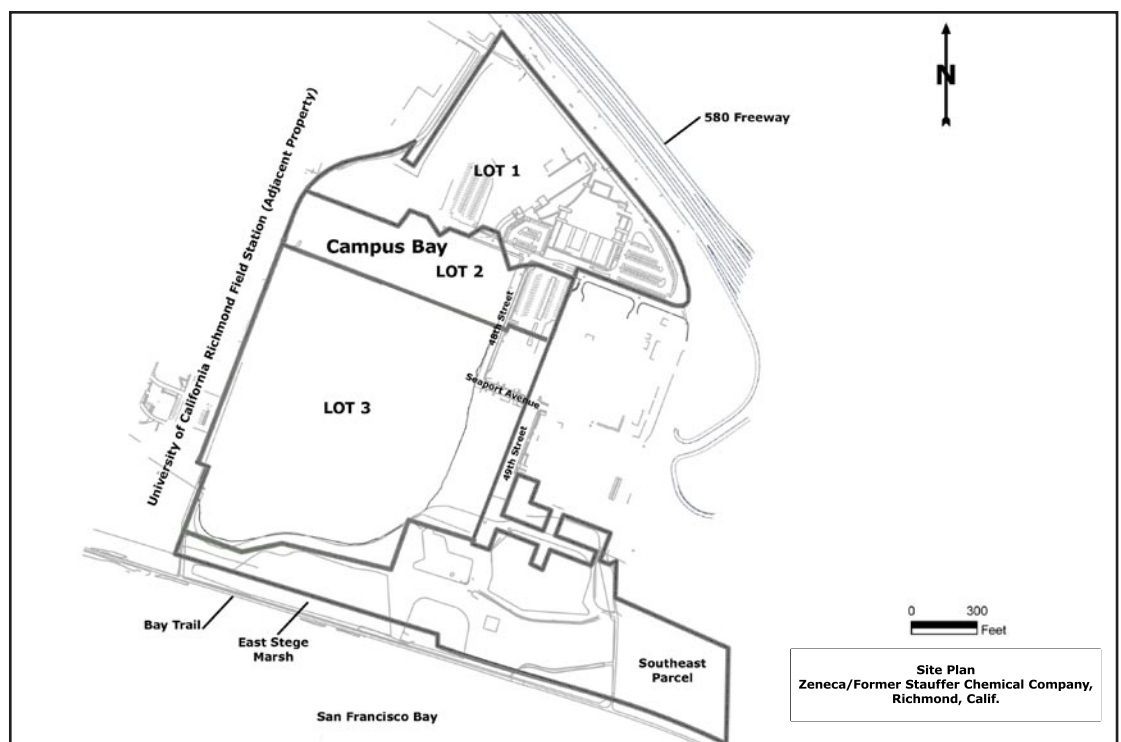 N
580 Freeway
University of California Richmond Field Station (Adjacent Property)
LOT 1
Campus Bay
LOT 2
48th Street
Seaport Avenue
LOT 3
49th Street
Bay Trail
East Stege
Marsh
Southeast
Parcel
San Francisco Bay
0 300
Feet
Site Plan
Zeneca/Former Stauffer Chemical Company,
Richmond, Calif.